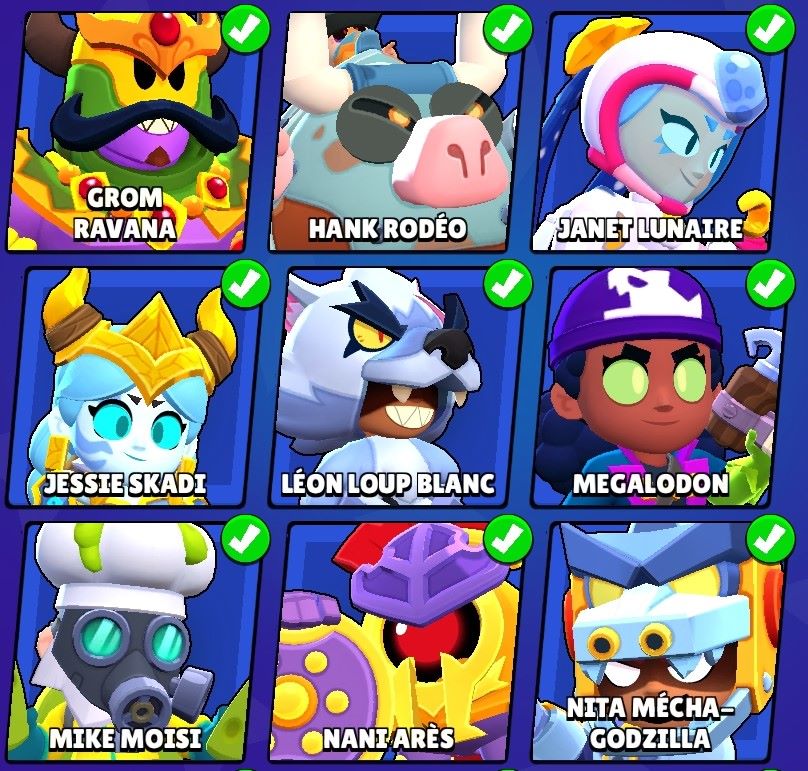 GROM
RAVANA
HANK RODÉO
JANET LUNAIRE
JESSIE SKADI
LÉON LOUP BLANC
MEGALODON
MIKE MOISI
NANI ARÈS
NITA MÉCHA-
GODZILLA